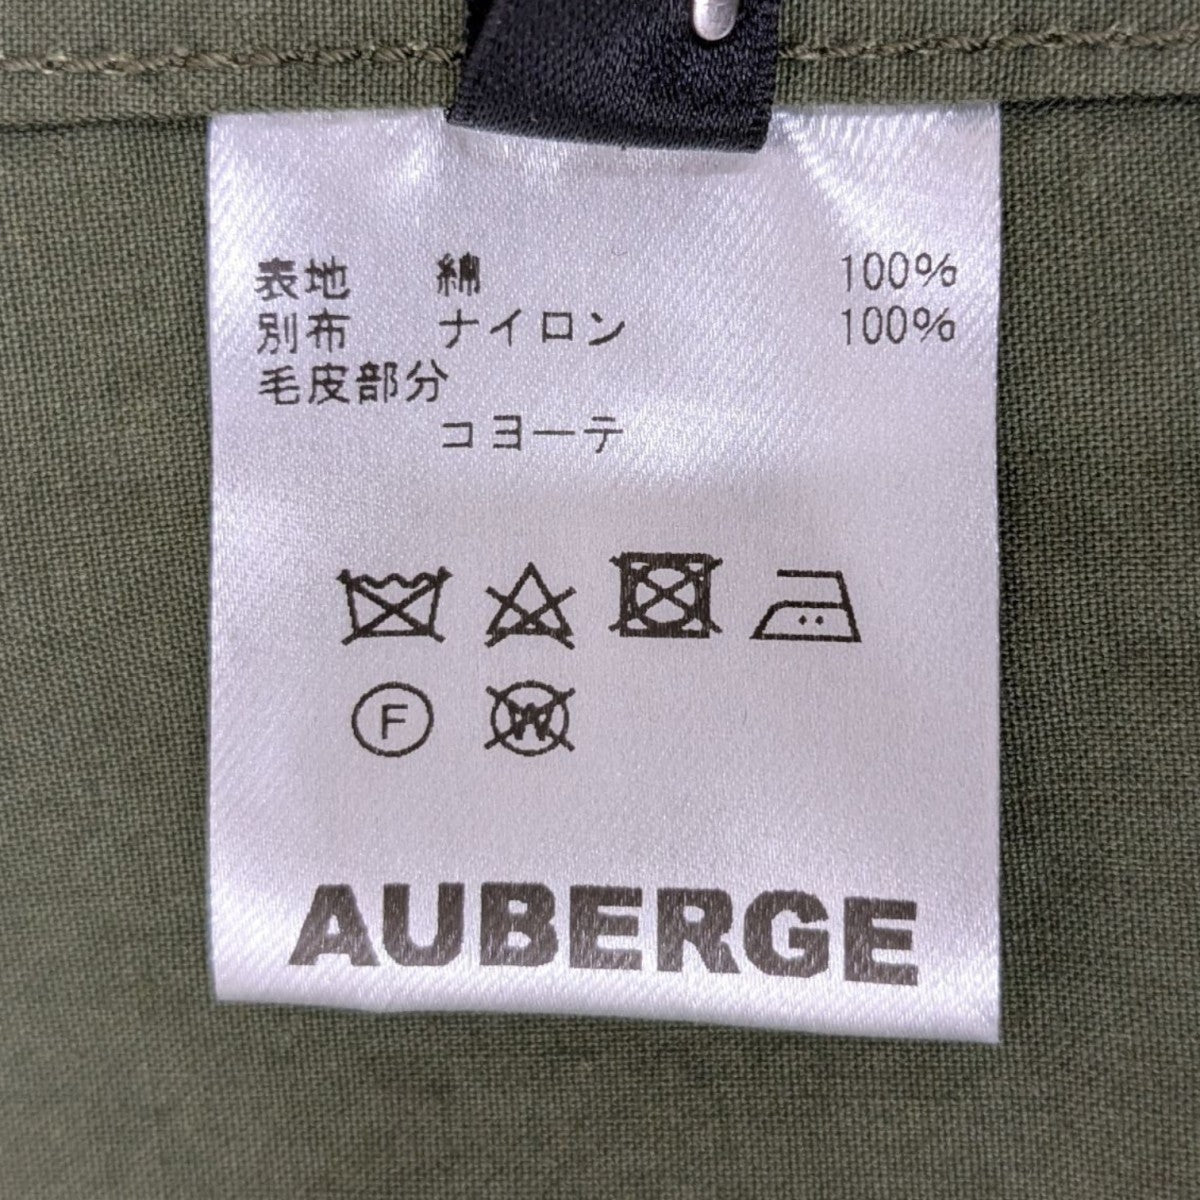 表地 綿 100%
別布 ナイロン 100%
毛皮部分
コヨーテ
F W
AUBERGE